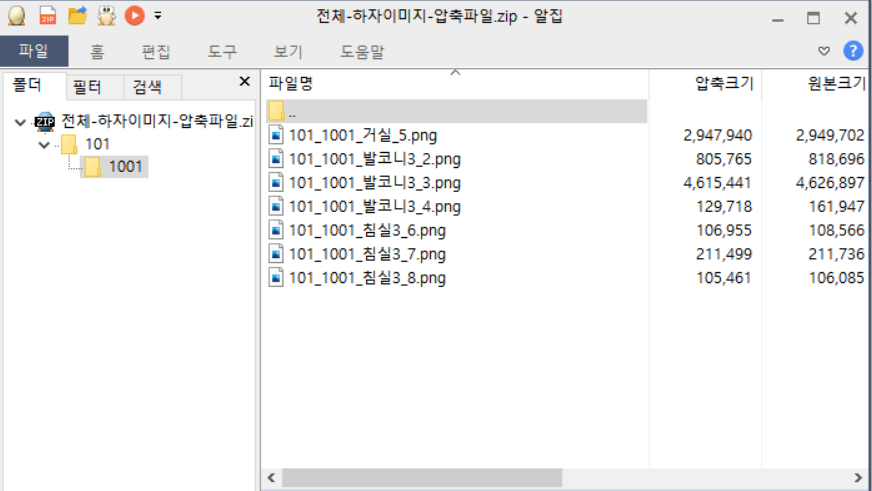 전체-하자이미지-압축파일.zip - 알집
파일 홈 편집 도구 보기 도움말
폴더 필터 검색
전체-하자이미지-압축파일.zi
101
1001
파일명 압축크기 원본크기
..
101_1001_거실_5.png 2,947,940 2,949,702
101_1001_발코니3_2.png 805,765 818,696
101_1001_발코니3_3.png 4,615,441 4,626,897
101_1001_발코니3_4.png 129,718 161,947
101_1001_침실3_6.png 106,955 108,566
101_1001_침실3_7.png 211,499 211,736
101_1001_침실3_8.png 105,461 106,085